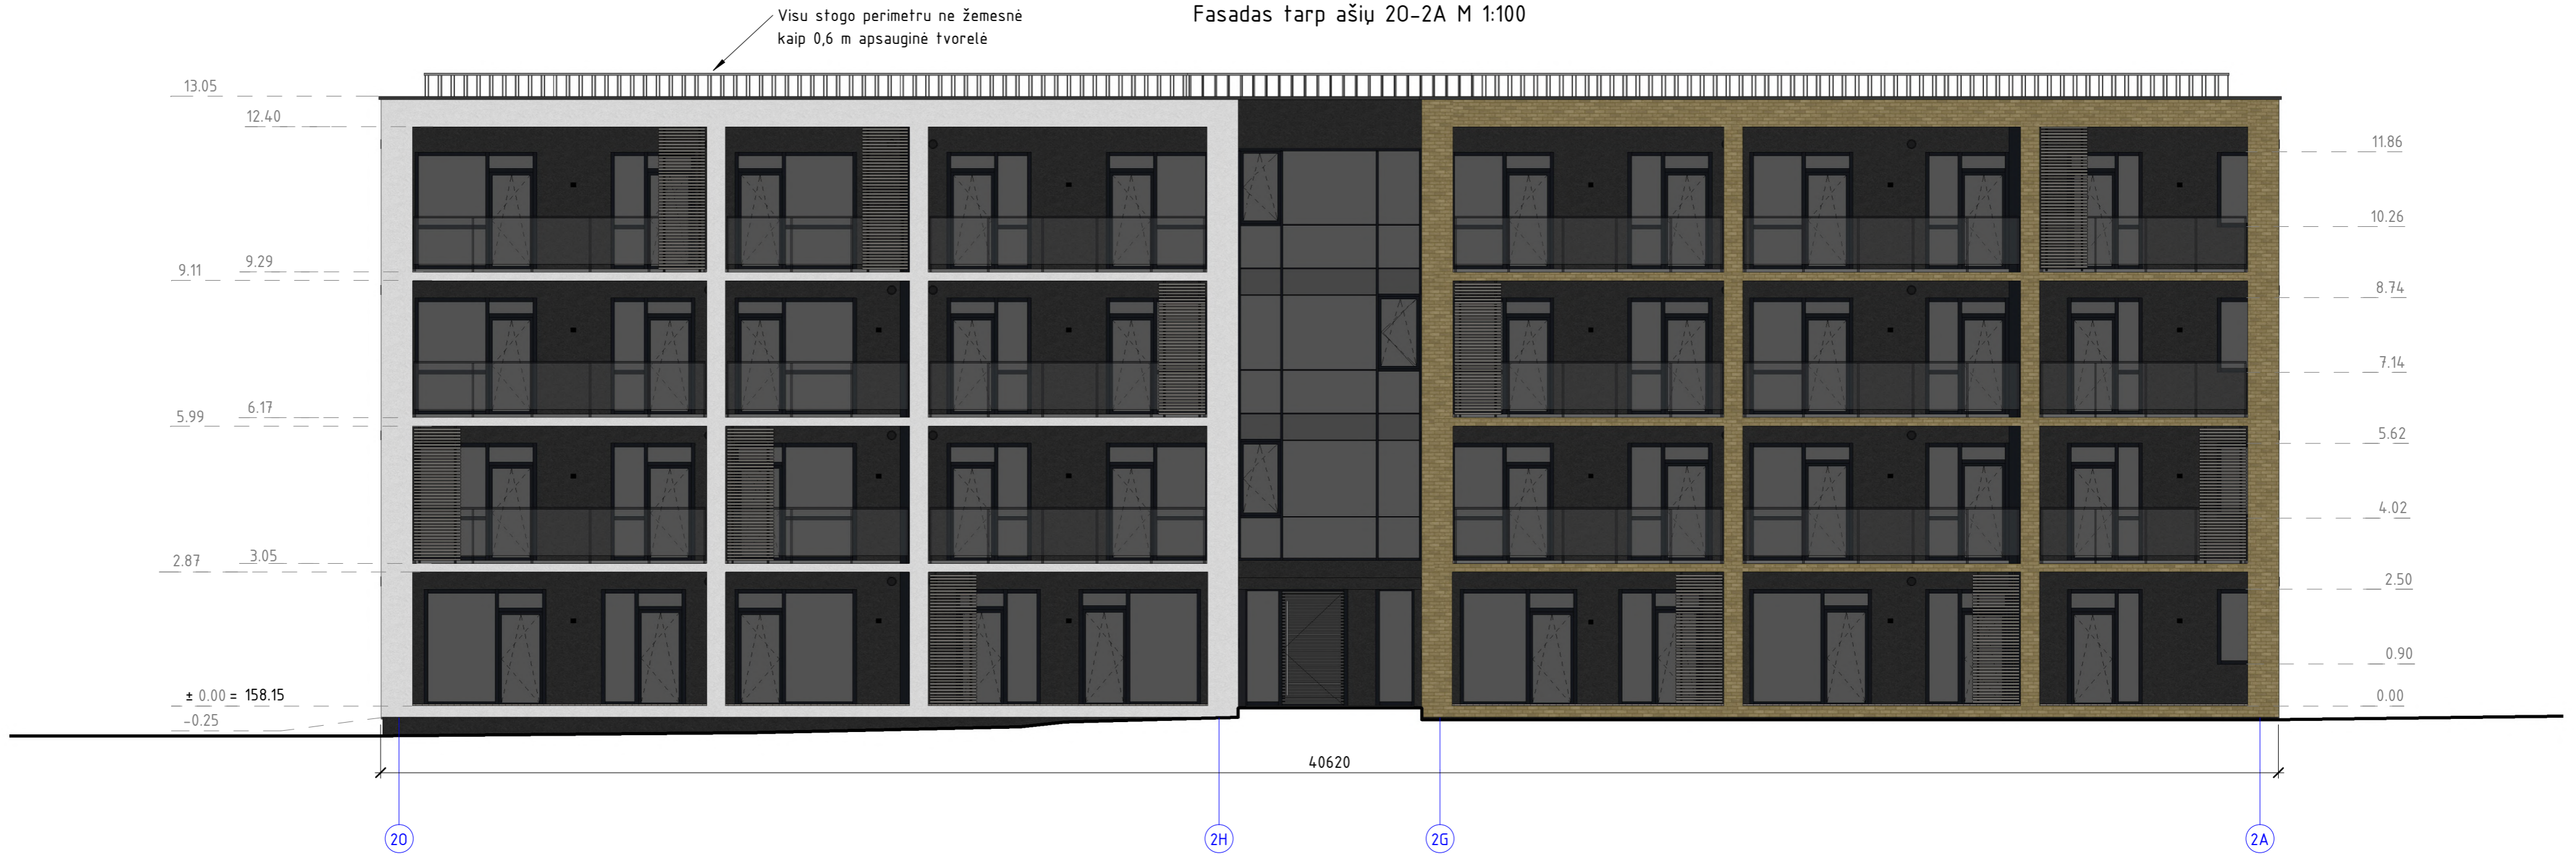 Visu stogo perimetru ne žemesnė
kaip 0,6 m apsauginė tvorelė
Fasadas tarp ašių 2O-2A M 1:100
13.05
12.40
11.86
10.26
9.11
9.29
8.74
7.14
5.99
6.17
5.62
4.02
2.87
3.05
2.50
0.90
± 0.00 = 158.15
0.00
-0.25
40620
2O
2H
2G
2A